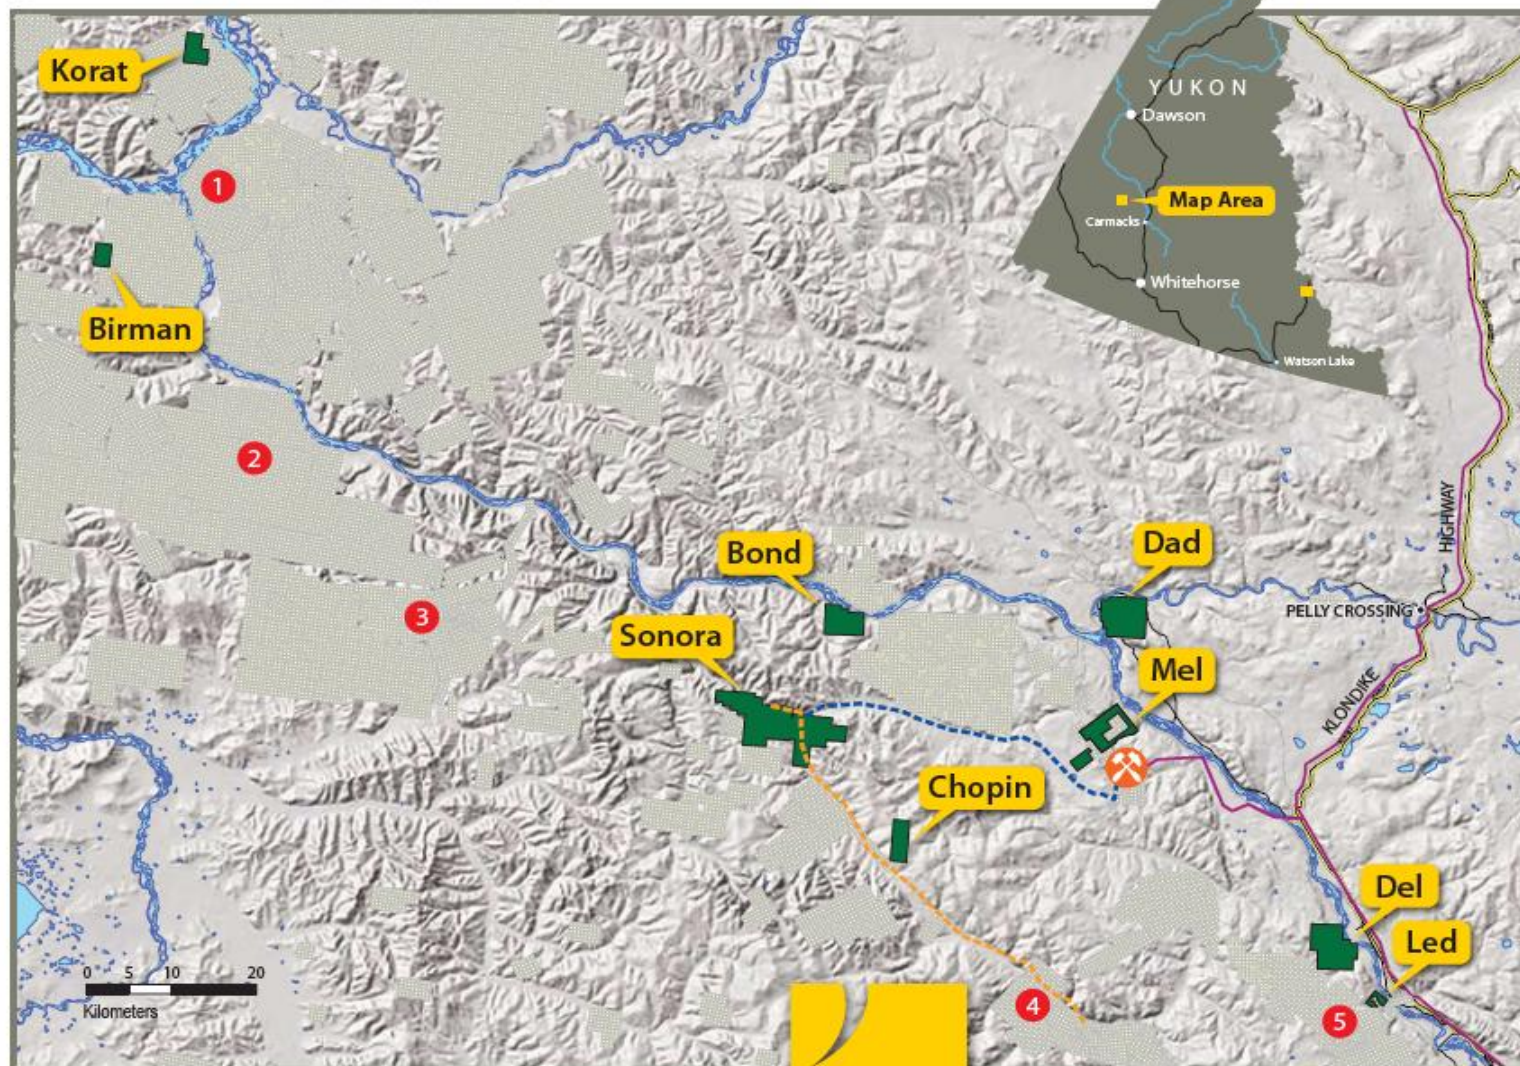 Korat
YUKON
Dawson
1
Map Area
Carmacks
Birman
Whitehorse
Watson Lake
2
HIGHWAY
Bond
Dad
3
PELLY CROSSING
Sonora
Mel
KLONDIKE
Chopin
Del
Led
0 5 10 20
Kilometers
4
5